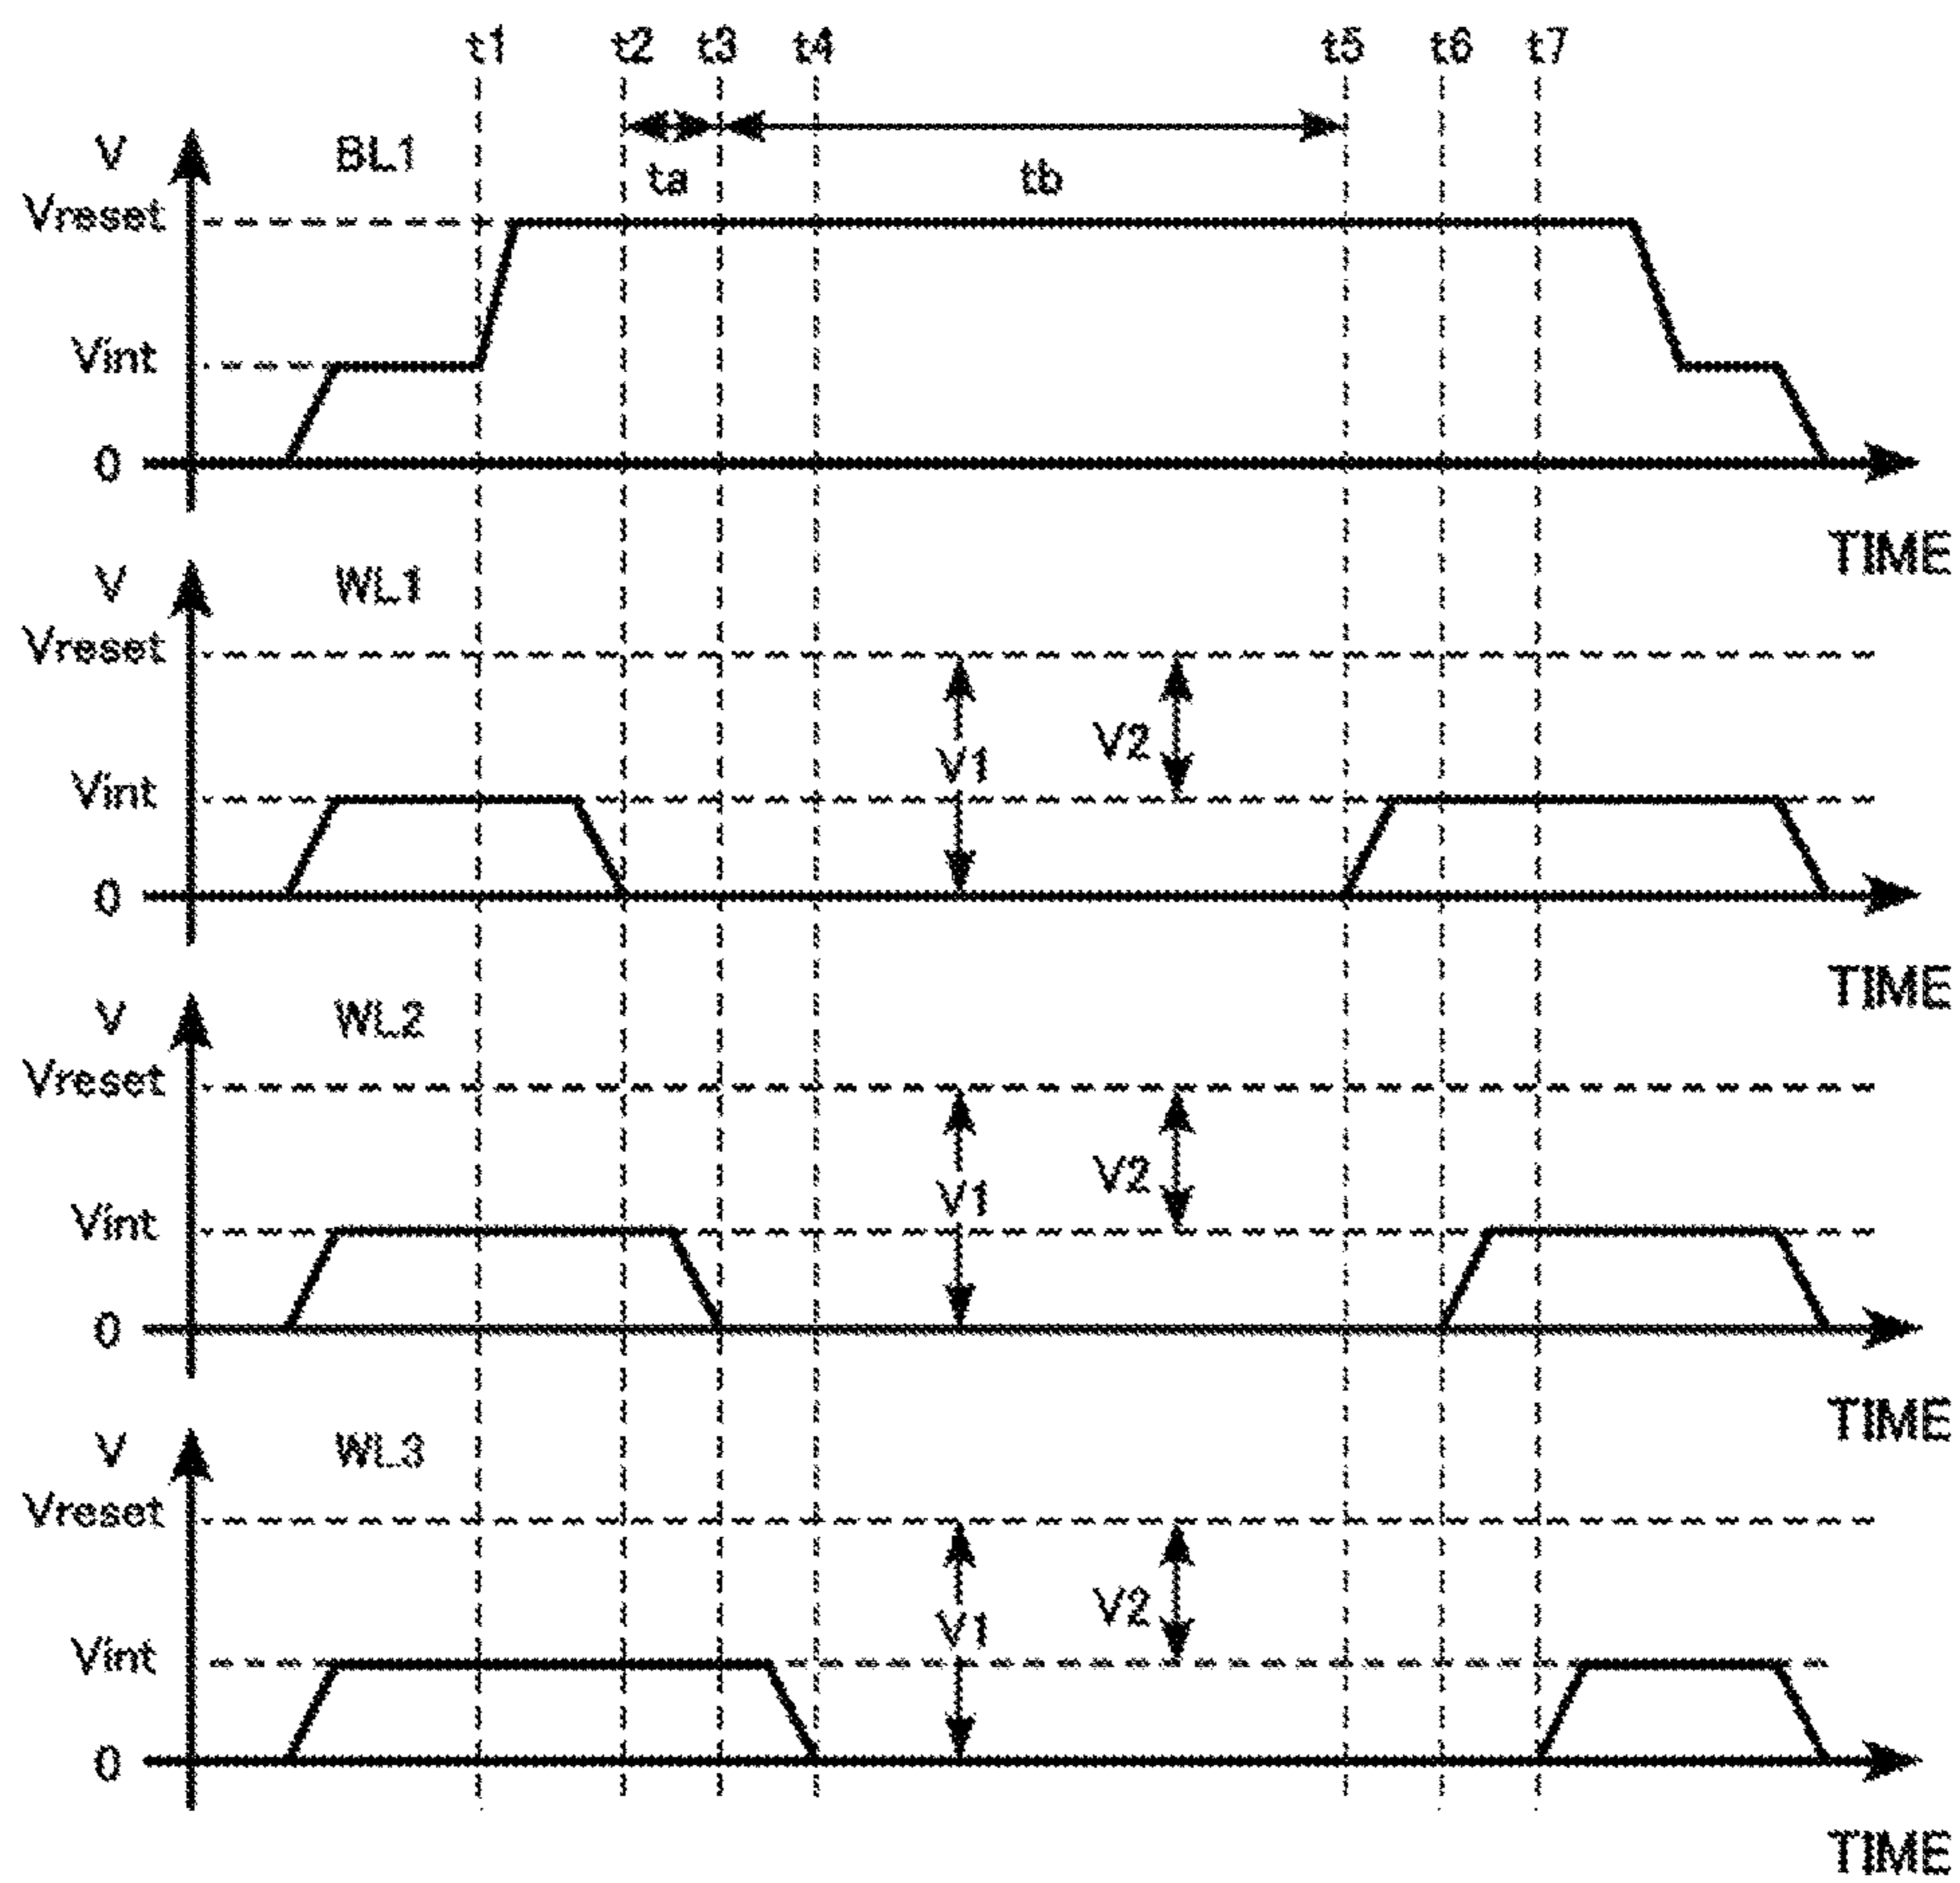 t1 t2 t3 t4 t5 t6 t7
V BL1
ta tb
Vreset
Vint
0
TIME
V WL1
Vreset
V2
V1
Vint
0
TIME
V WL2
Vreset
V2
V1
Vint
0
TIME
V WL3
Vreset
V2
V1
Vint
0
TIME